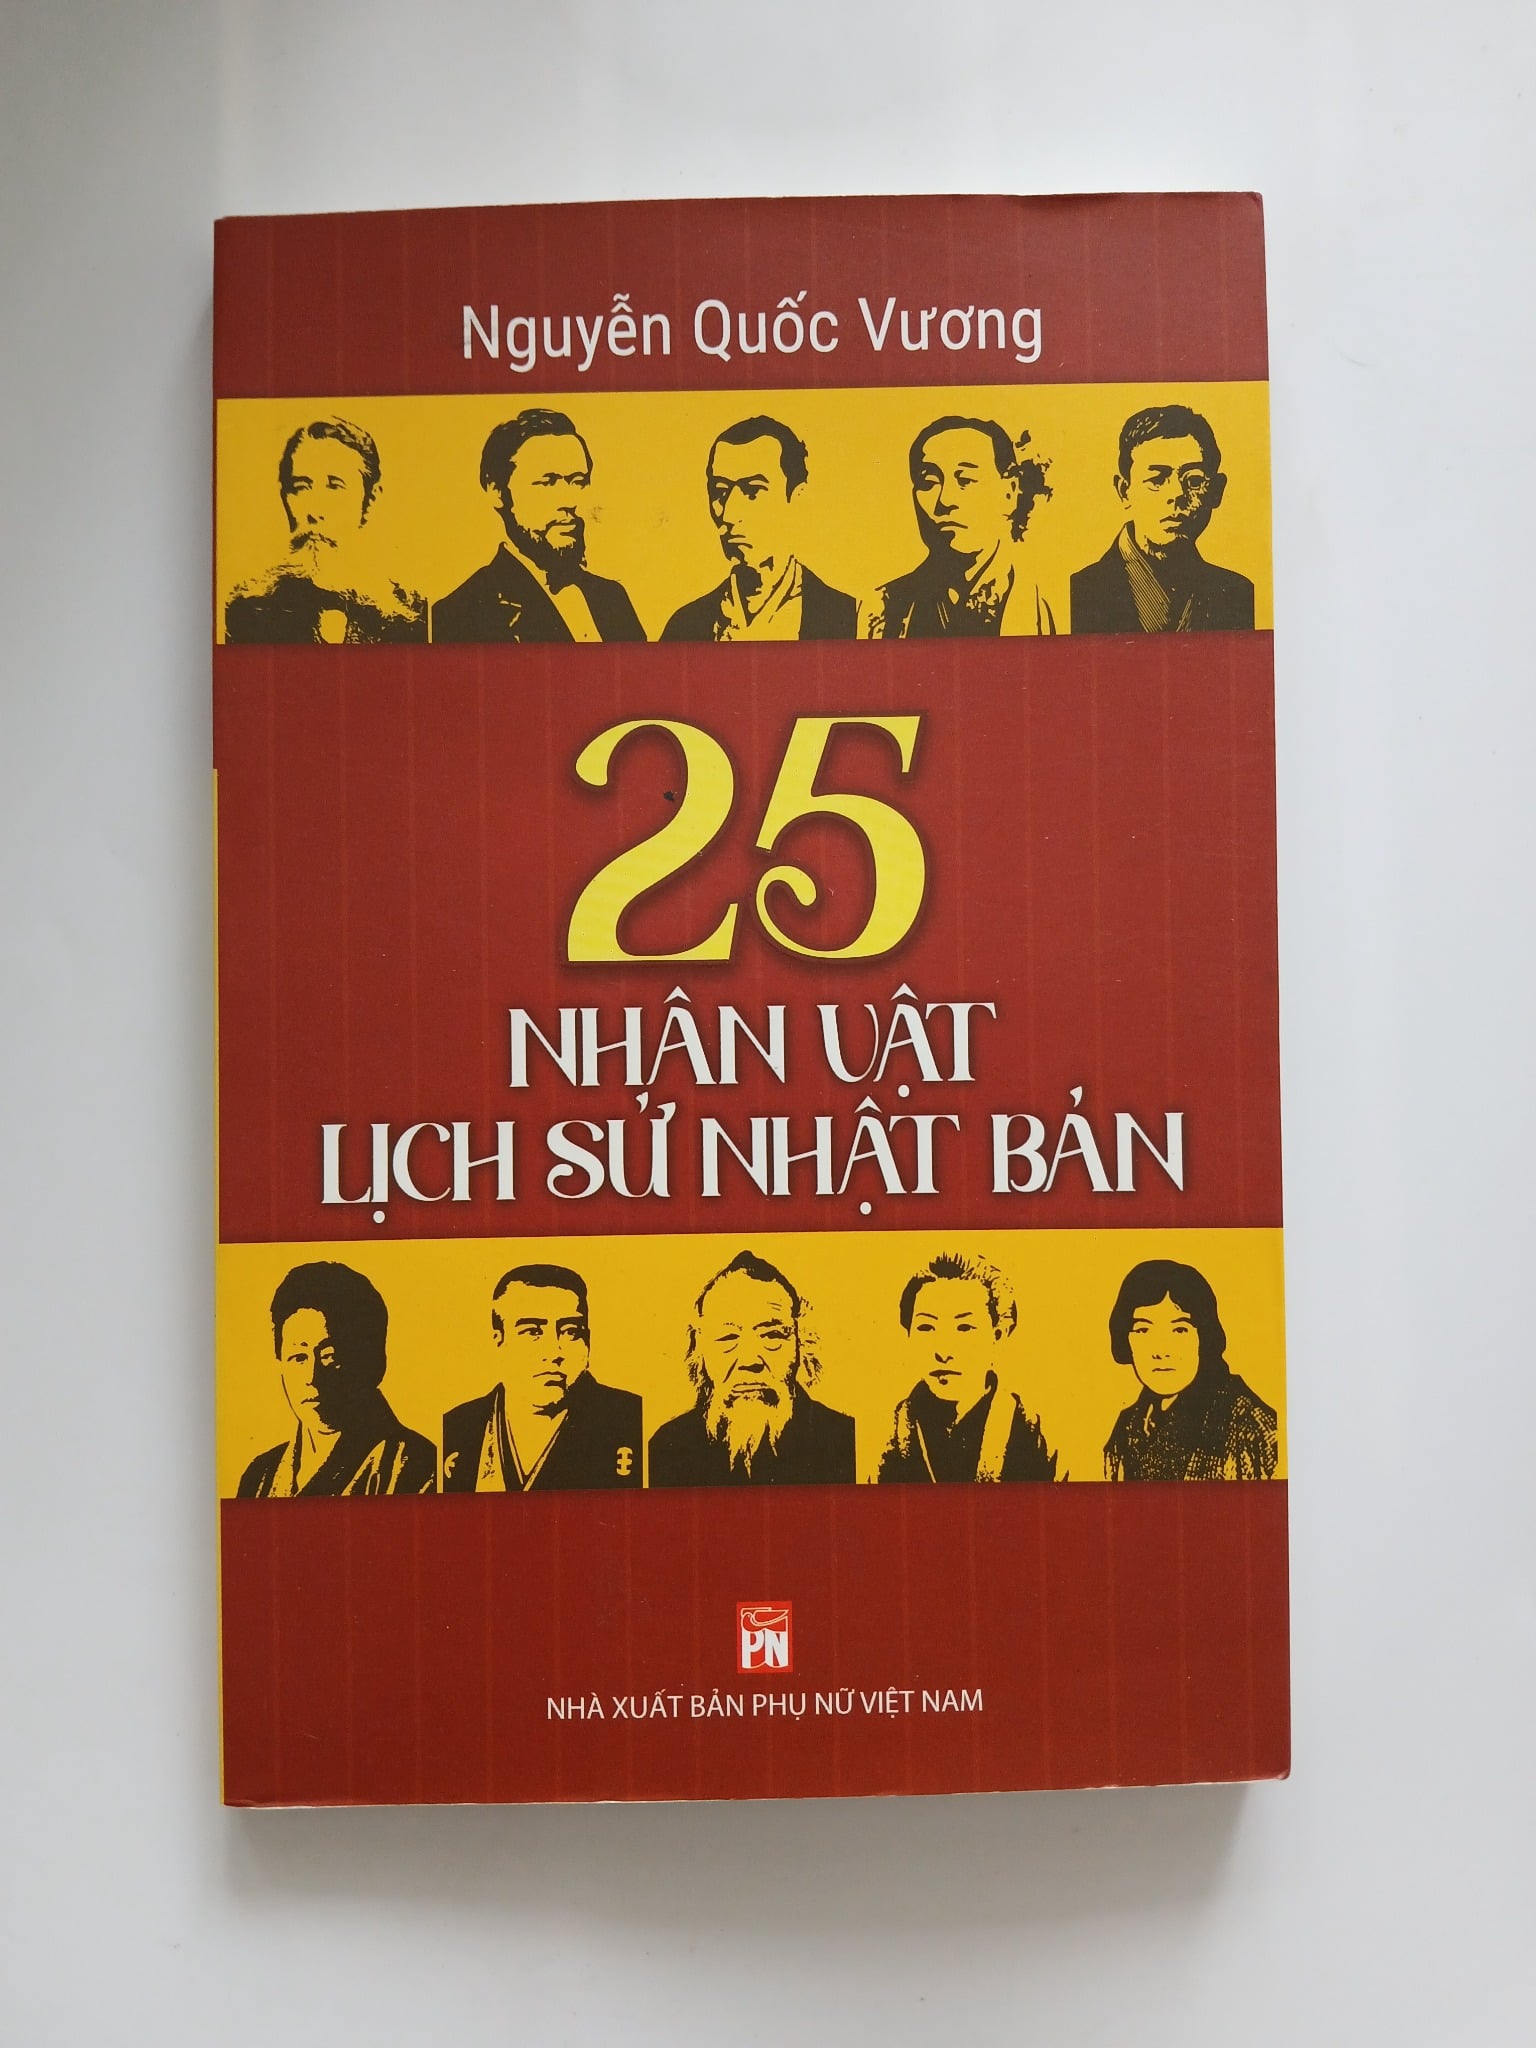 Nguyễn Quốc Vương
25
NHÂN VẬT
LỊCH SỬ NHẬT BẢN
PN
NHÀ XUẤT BẢN PHỤ NỮ VIỆT NAM